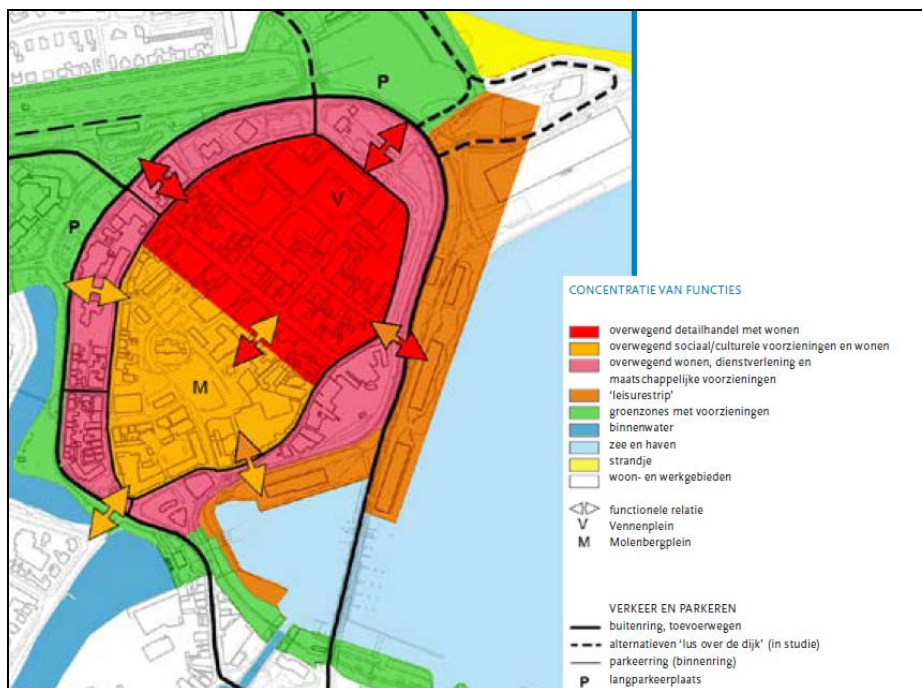 P
V
P
M
CONCENTRATIE VAN FUNCTIES
overwegend detailhandel met wonen
overwegend sociaal/culturele voorzieningen en wonen
overwegend wonen, dienstverlening en
maatschappelijke voorzieningen
'leisurestrip'
groenzones met voorzieningen
binnenwater
zee en haven
strandje
woon- en werkgebieden
functionele relatie
V Vennenplein
M Molenbergplein
VERKEER EN PARKEREN
buitenring, toevoerwegen
alternatieven 'lus over de dijk' (in studie)
parkeerring (binnenring)
P langparkeerplaats